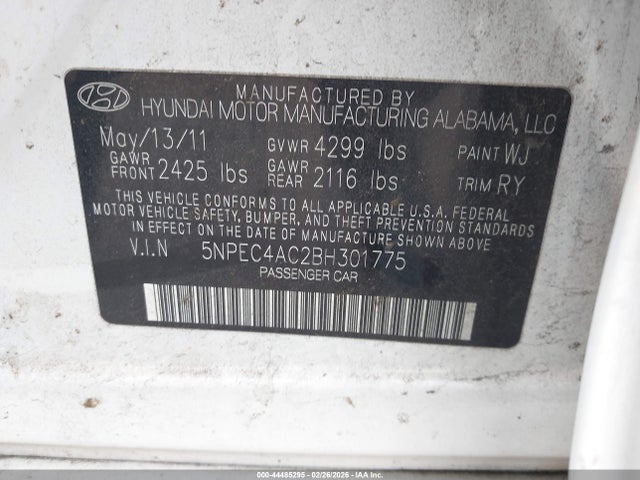 MANUFACTURED BY
HYUNDAI MOTOR MANUFACTURING ALABAMA, LLC
May/13/11 GVWR 4299 lbs PAINT WJ
GAWR FRONT 2425 lbs GAWR REAR 2116 lbs TRIM RY
THIS VEHICLE CONFORMS TO ALL APPLICABLE U.S.A. FEDERAL
MOTOR VEHICLE SAFETY, BUMPER, AND THEFT PREVENTION STANDARDS
IN EFFECT ON THE DATE OF MANUFACTURE SHOWN ABOVE.
V.I.N 5NPEC4AC2BH301775
PASSENGER CAR
000-44485295 - 02/26/2026 - IAA Inc. Copyright